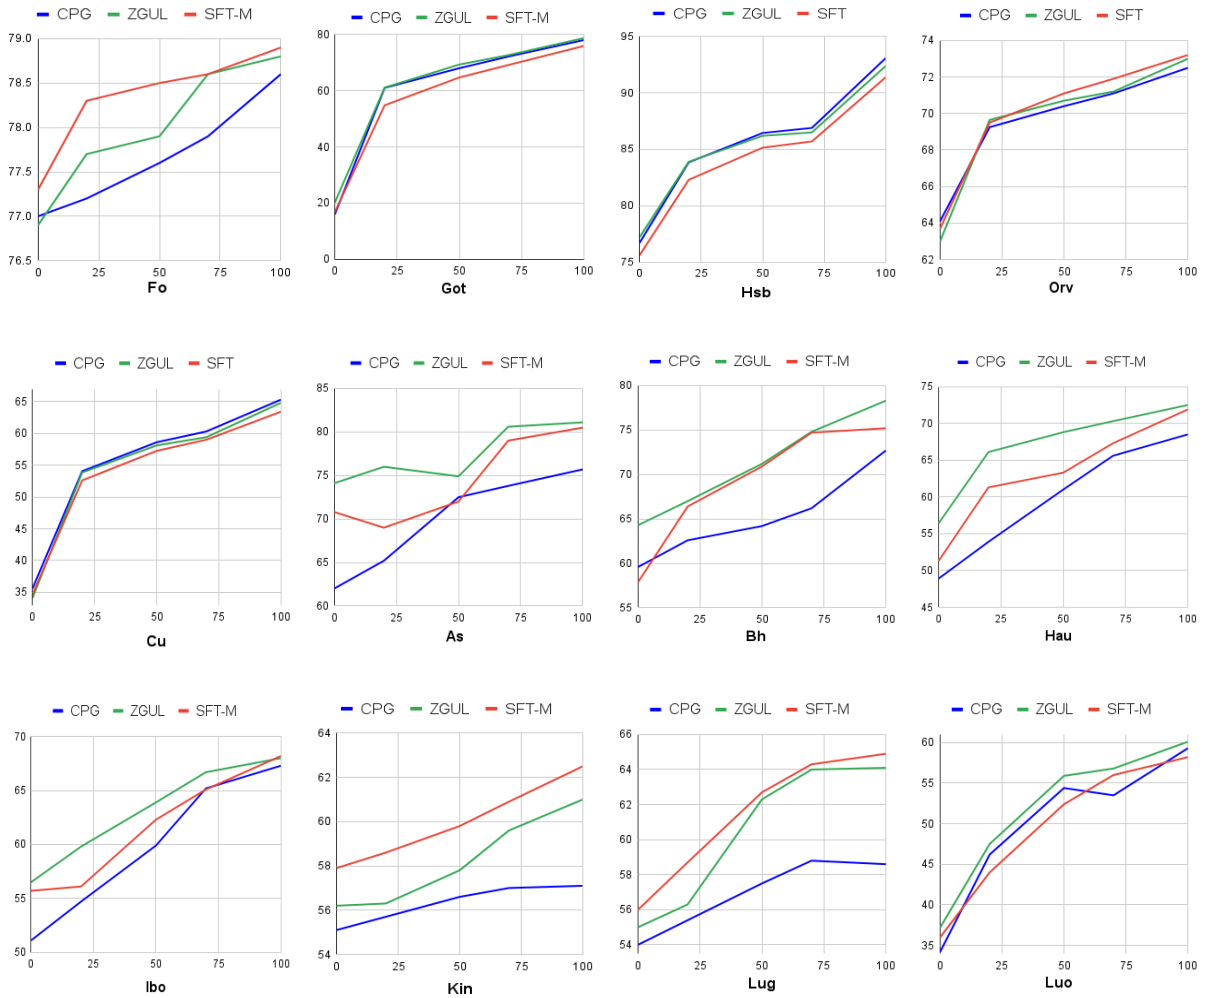 CPG ZGUL SFT-M
79.0
78.5
78.0
77.5
77.0
76.5
0 25 50 75 100
Fo
CPG ZGUL SFT-M
80
60
40
20
0
0 25 50 75 100
Got
CPG ZGUL SFT
95
90
85
80
75
0 25 50 75 100
Hsb
CPG ZGUL SFT
74
72
70
68
66
64
62
0 25 50 75 100
Orv
CPG ZGUL SFT
65
60
55
50
45
40
35
0 25 50 75 100
Cu
CPG ZGUL SFT-M
85
80
75
70
65
60
0 25 50 75 100
As
CPG ZGUL SFT-M
80
75
70
65
60
55
0 25 50 75 100
Bh
CPG ZGUL SFT-M
75
70
65
60
55
50
45
0 25 50 75 100
Hau
CPG ZGUL SFT-M
70
65
60
55
50
0 25 50 75 100
Ibo
CPG ZGUL SFT-M
64
62
60
58
56
54
0 25 50 75 100
Kin
CPG ZGUL SFT-M
66
64
62
60
58
56
54
0 25 50 75 100
Lug
CPG ZGUL SFT-M
60
55
50
45
40
35
0 25 50 75 100
Luo